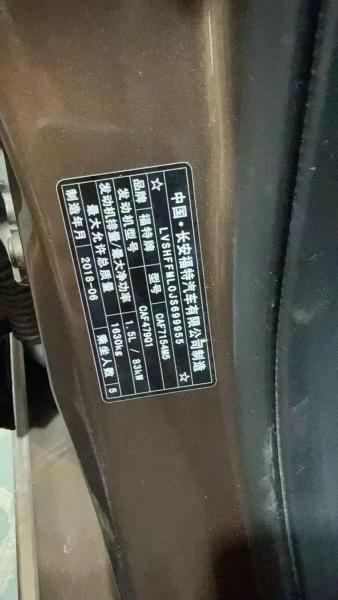 中国·长安福特汽车有限公司制造
☆ LVSHFFML0JS699955 ☆
品牌 福特牌 型号 CAF7154M5
发动机型号 CAF479Q1
发动机排量/最大净功率 1.5L / 83kW
最大允许总质量 1630kg 乘坐人数 5
制造年月 2018-06